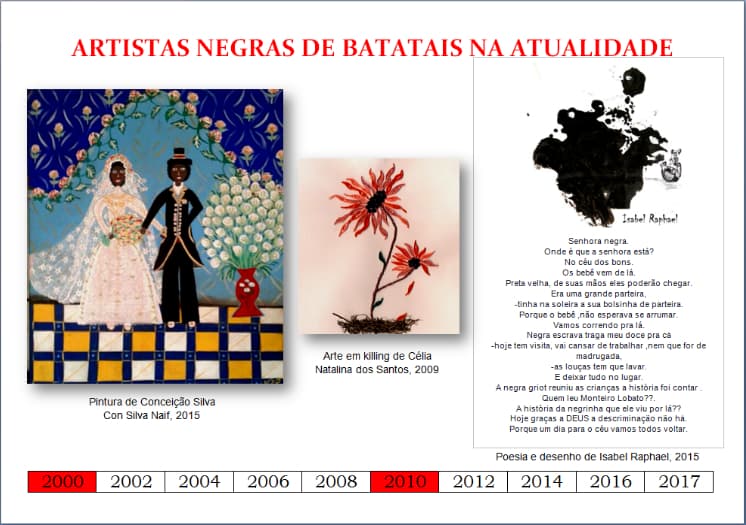 ARTISTAS NEGRAS DE BATATAIS NA ATUALIDADE
Pintura de Conceição Silva
Con Silva Naif, 2015
Arte em killing de Célia
Natalina dos Santos, 2009
Isabel Raphael
Senhora negra.
Onde é que a senhora está?
No céu dos bons.
Os bebê vem de lá.
Preta velha, de suas mãos eles poderão chegar.
Era uma grande parteira,
-tinha na soleira a sua bolsinha de parteira.
Porque o bebê ,não esperava se arrumar.
Vamos correndo pra lá.
Negra escrava traga meu doce pra cá
-hoje tem visita, vai cansar de trabalhar ,nem que for de
madrugada,
-as louças tem que lavar.
E deixar tudo no lugar.
A negra griot reuniu as crianças a história foi contar .
Quem leu Monteiro Lobato??.
A história da negrinha que ele viu por lá??
Hoje graças a DEUS a descriminação não há.
Porque um dia para o céu vamos todos voltar.
Poesia e desenho de Isabel Raphael, 2015
2000 2002 2004 2006 2008 2010 2012 2014 2016 2017